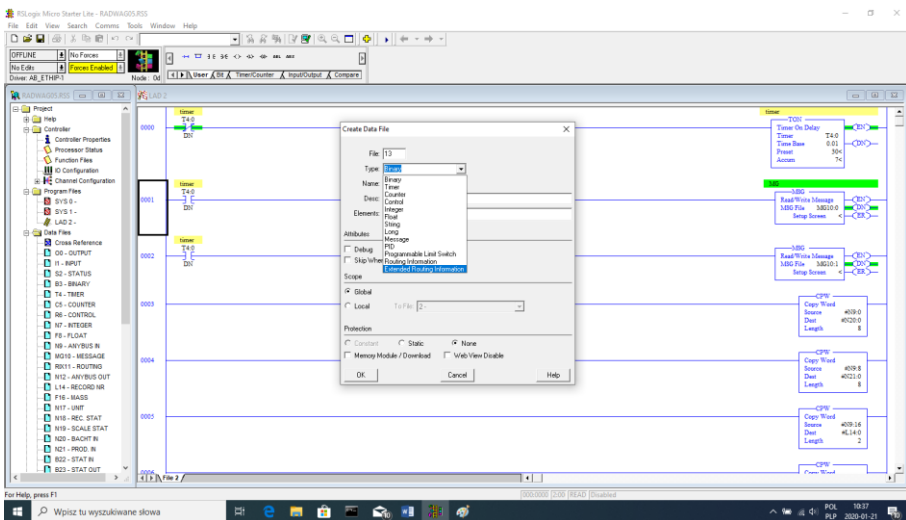 RSLogix Micro Starter Lite - RADWAG05.RSS
File Edit View Search Comms Tools Window Help
OFFLINE No Forces
No Edits Forces Enabled
Driver: AB_ETHIP-1 Node : 0d
User Bit Timer/Counter Input/Output Compare
RADWAG05.RSS
Project
Help
Controller
Controller Properties
Processor Status
Function Files
IO Configuration
Channel Configuration
Program Files
SYS 0 -
SYS 1 -
LAD 2 -
Data Files
Cross Reference
O0 - OUTPUT
I1 - INPUT
S2 - STATUS
B3 - BINARY
T4 - TIMER
C5 - COUNTER
R6 - CONTROL
N7 - INTEGER
F8 - FLOAT
N9 - ANYBUS IN
MG10 - MESSAGE
RIX11 - ROUTING
N12 - ANYBUS OUT
L14 - RECORD NR
F16 - MASS
N17 - UNIT
N18 - REC. STAT
N19 - SCALE STAT
N20 - BACHT IN
N21 - PROD. IN
B22 - STAT IN
B23 - STAT OUT
LAD 2
0000
timer
T4:0
DN
timer
TON
Timer On Delay
Timer T4:0
Time Base 0.01
Preset 30<
Accum 7<
EN
DN
0001
timer
T4:0
DN
MG
MSG
Read/Write Message
MSG File MG10:0
Setup Screen <
EN
DN
ER
0002
timer
T4:0
DN
MSG
Read/Write Message
MSG File MG10:1
Setup Screen <
EN
DN
ER
0003
CPW
Copy Word
Source #N9:0
Dest #N20:0
Length 8
0004
CPW
Copy Word
Source #N9:8
Dest #N21:0
Length 8
0005
CPW
Copy Word
Source #N9:16
Dest #L14:0
Length 2
0006
CPW
Copy Word
File 2
Create Data File
File: 13
Type: Binary
Name
Desc:
Elements:
Binary
Timer
Counter
Control
Integer
Float
String
Long
Message
PID
Programmable Limit Switch
Routing Information
Extended Routing Information
Attributes
Debug
Skip Whe
Scope
Global
Local To File: 2 -
Protection
Constant Static None
Memory Module / Download Web View Disable
OK Cancel Help
For Help, press F1
2:00 READ Disabled
Wpisz tu wyszukiwane słowa
POL 10:37
PLP 2020-01-21